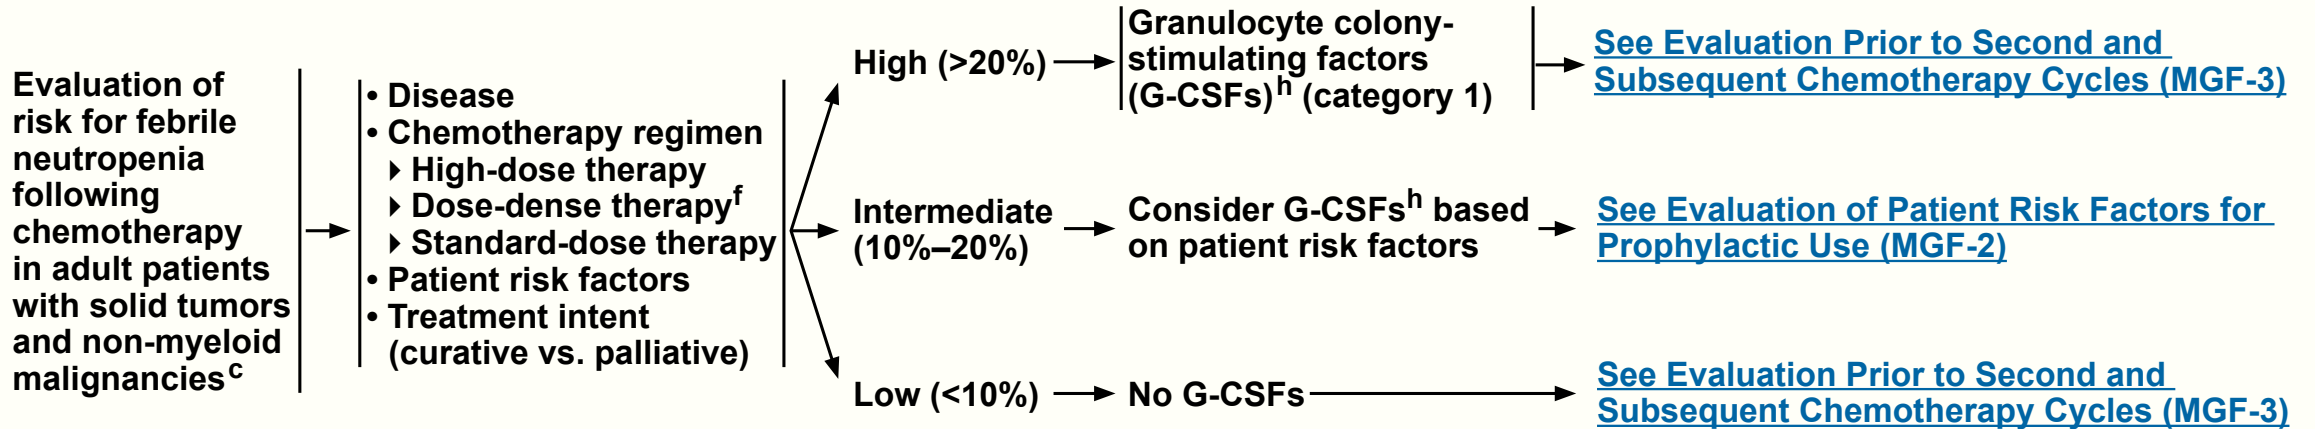 Evaluation of
risk for febrile
neutropenia
following
chemotherapy
in adult patients
with solid tumors
and non-myeloid
malignanciesᶜ
• Disease
• Chemotherapy regimen
▸ High-dose therapy
▸ Dose-dense therapyᶠ
▸ Standard-dose therapy
• Patient risk factors
• Treatment intent
(curative vs. palliative)
High (>20%)
Granulocyte colony-
stimulating factors
(G-CSFs)ʰ (category 1)
See Evaluation Prior to Second and
Subsequent Chemotherapy Cycles (MGF-3)
Intermediate
(10%–20%)
Consider G-CSFsʰ based
on patient risk factors
See Evaluation of Patient Risk Factors for
Prophylactic Use (MGF-2)
Low (<10%)
No G-CSFs
See Evaluation Prior to Second and
Subsequent Chemotherapy Cycles (MGF-3)